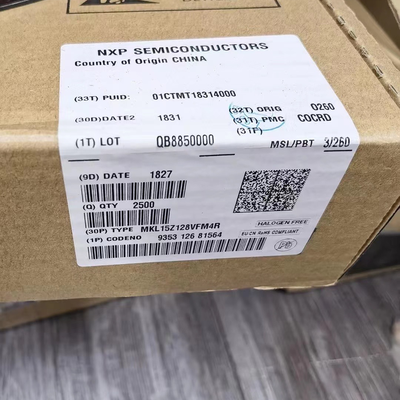 NXP SEMICONDUCTORS
Country of Origin CHINA
(33T) PUID: 01CTMT18314000
(30D)DATE2 1831
(32T) ORIG 0260
(31T) PMC COCRD
(31P)
(1T) LOT QB8850000
MSL/PBT 3/260
(9D) DATE 1827
(Q) QTY 2500
HALOGEN FREE
(30P) TYPE MKL15Z128VFM4R
EU/CN RoHS COMPLIANT
(1P) CODENO 9353 126 81564